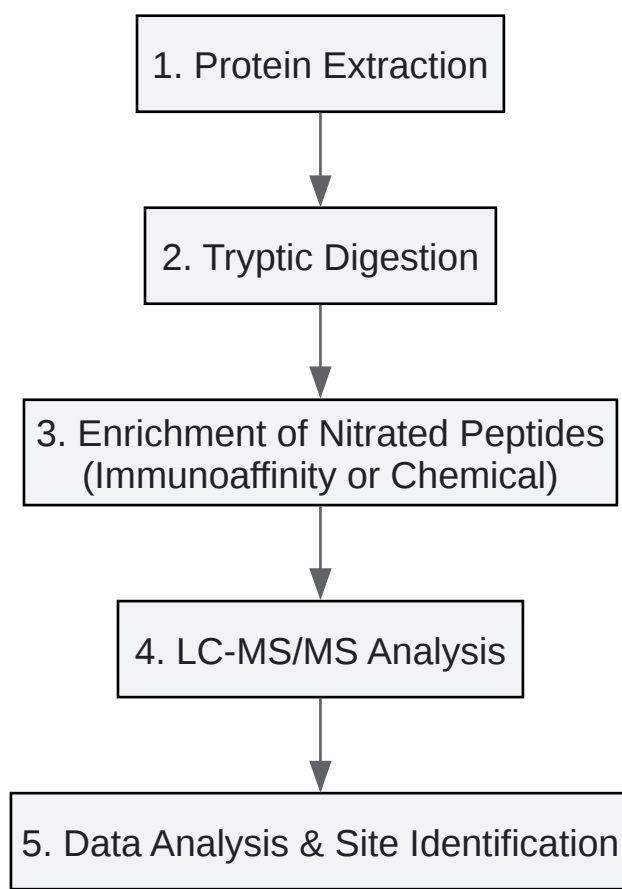 1. Protein Extraction
2. Tryptic Digestion
3. Enrichment of Nitrated Peptides
(Immunoaffinity or Chemical)
4. LC-MS/MS Analysis
5. Data Analysis & Site Identification